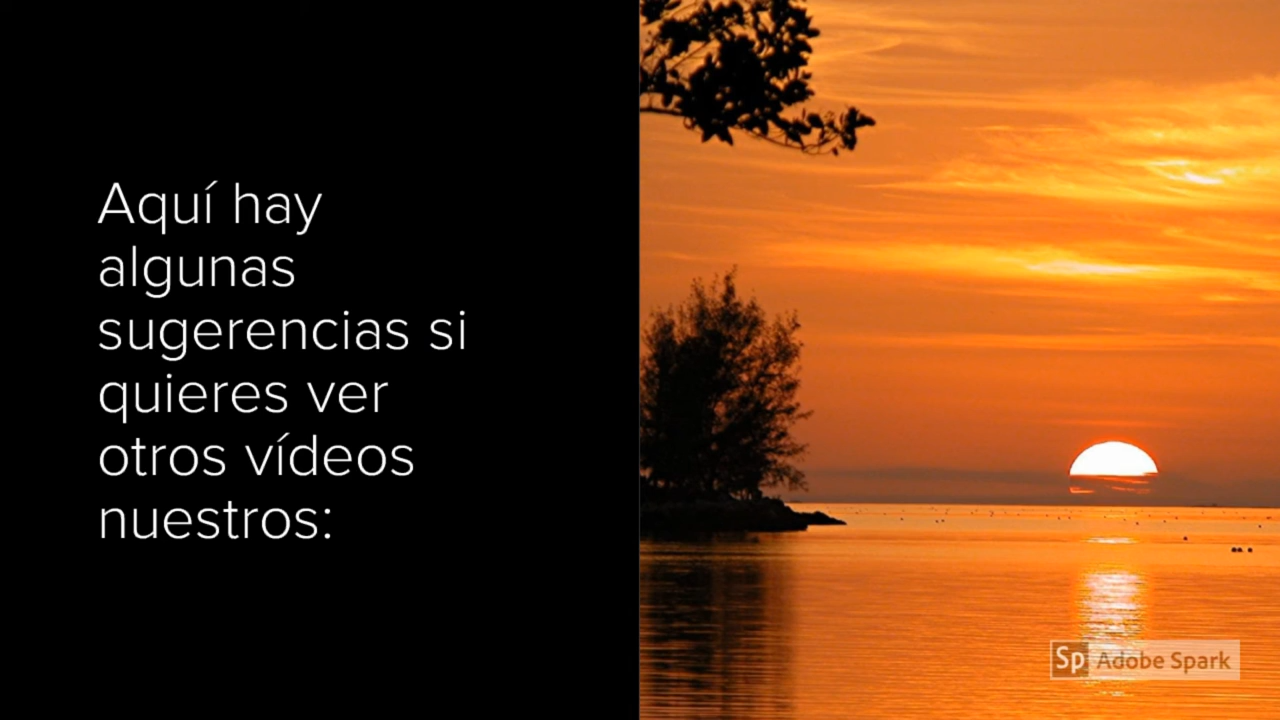 Aquí hay
algunas
sugerencias si
quieres ver
otros vídeos
nuestros:
Sp Adobe Spark